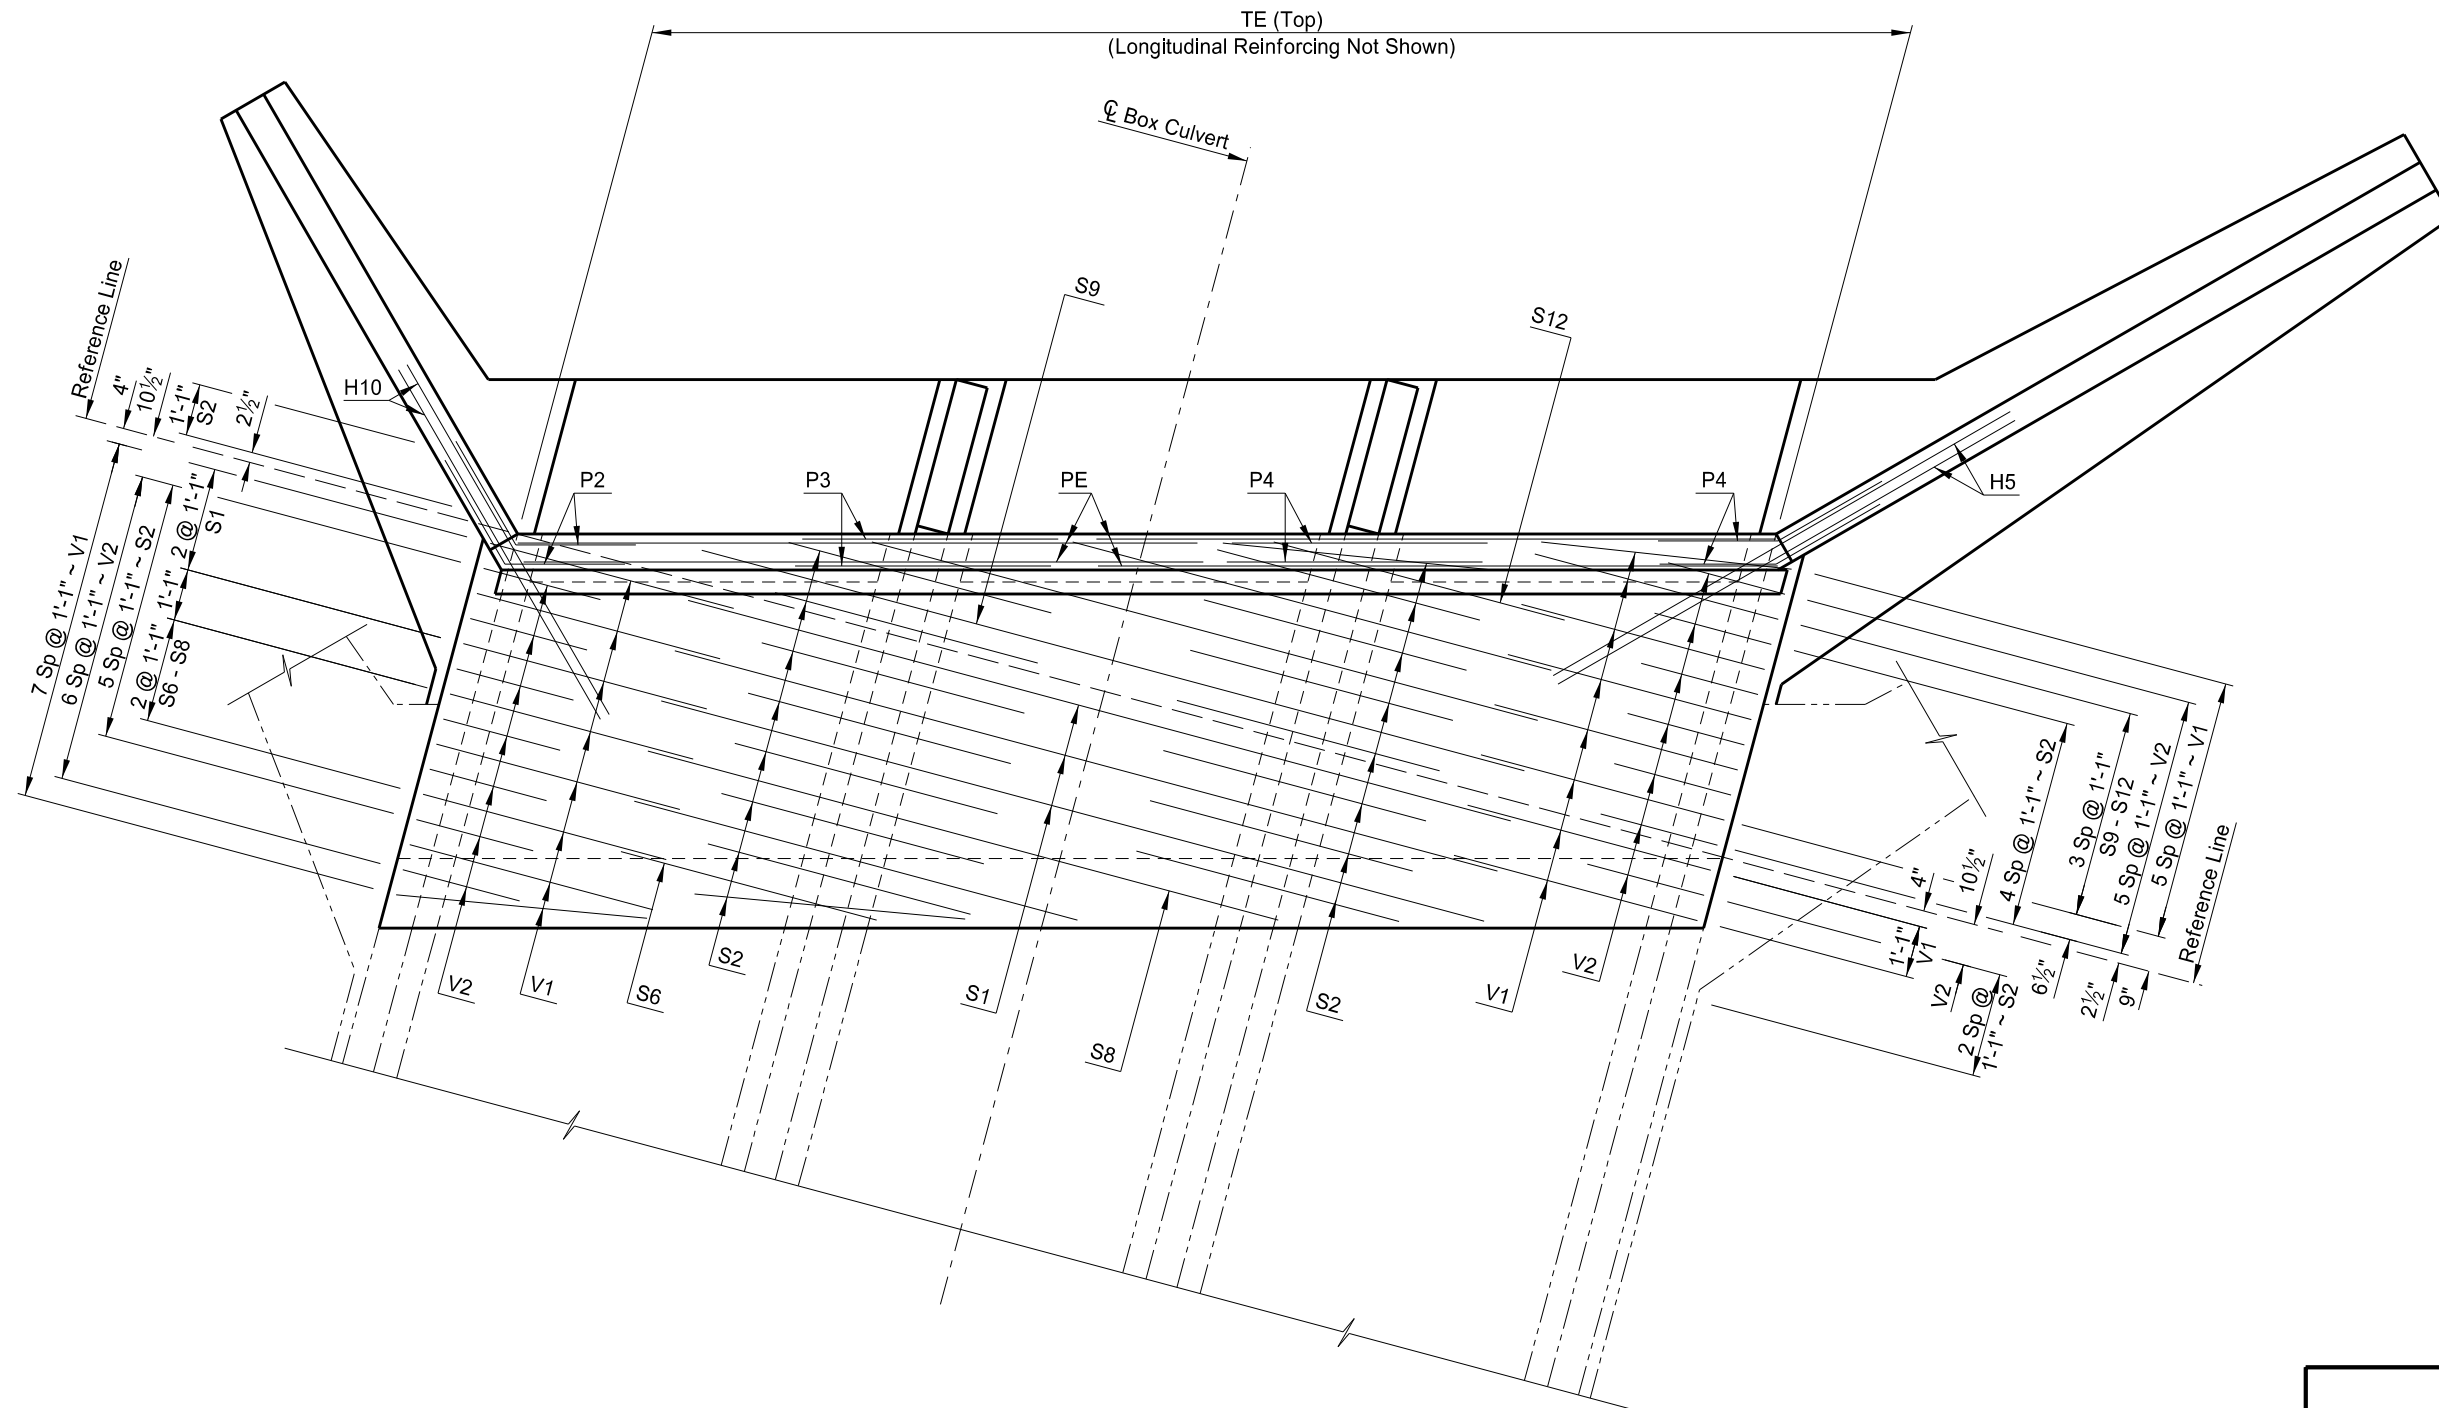 TE (Top)
(Longitudinal Reinforcing Not Shown)
℄ Box Culvert
Reference Line
4"
10½"
1'-1"
S2
2½"
H10
S9
S12
P2
P3
PE
P4
P4
H5
7 Sp @ 1'-1" ~ V1
6 Sp @ 1'-1" ~ V2
5 Sp @ 1'-1" ~ S2
2 @ 1'-1"
S6 - S8
1'-1"
2 @ 1'-1"
S1
4 Sp @ 1'-1" ~ S2
3 Sp @ 1'-1"
S9 - S12
5 Sp @ 1'-1" ~ V2
5 Sp @ 1'-1" ~ V1
Reference Line
4"
10½"
1'-1"
V1
V2
2 Sp @
1'-1" ~ S2
6½"
2½"
9"
V2
V1
S6
S2
S1
S8
S2
V1
V2